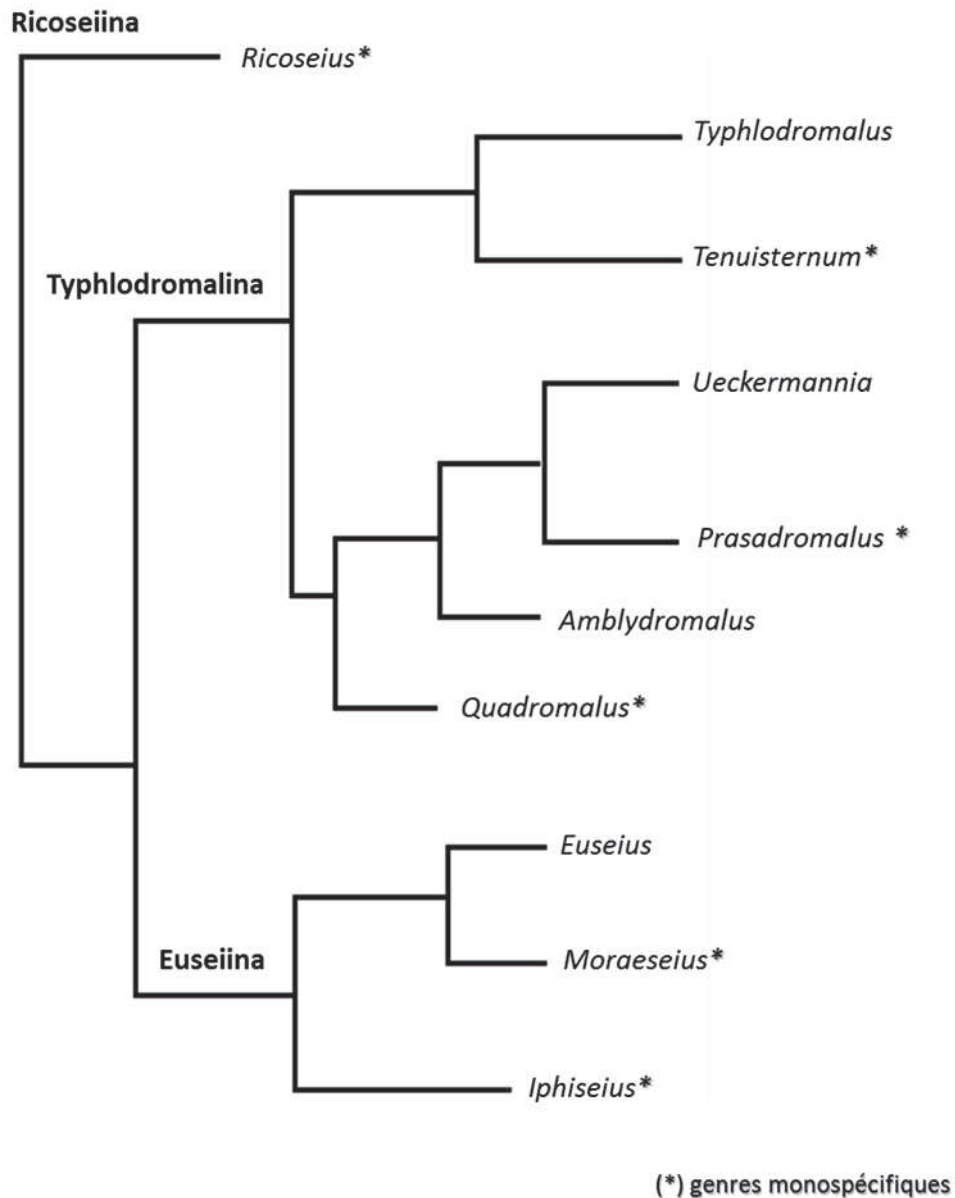 Ricoseiina
Ricoseius*
Typhlodromalus
Tenuisternum*
Typhlodromalina
Ueckermannia
Prasadromalus *
Amblydromalus
Quadromalus*
Euseius
Euseiina
Moraeseius*
Iphiseius*
(*) genres monospécifiques